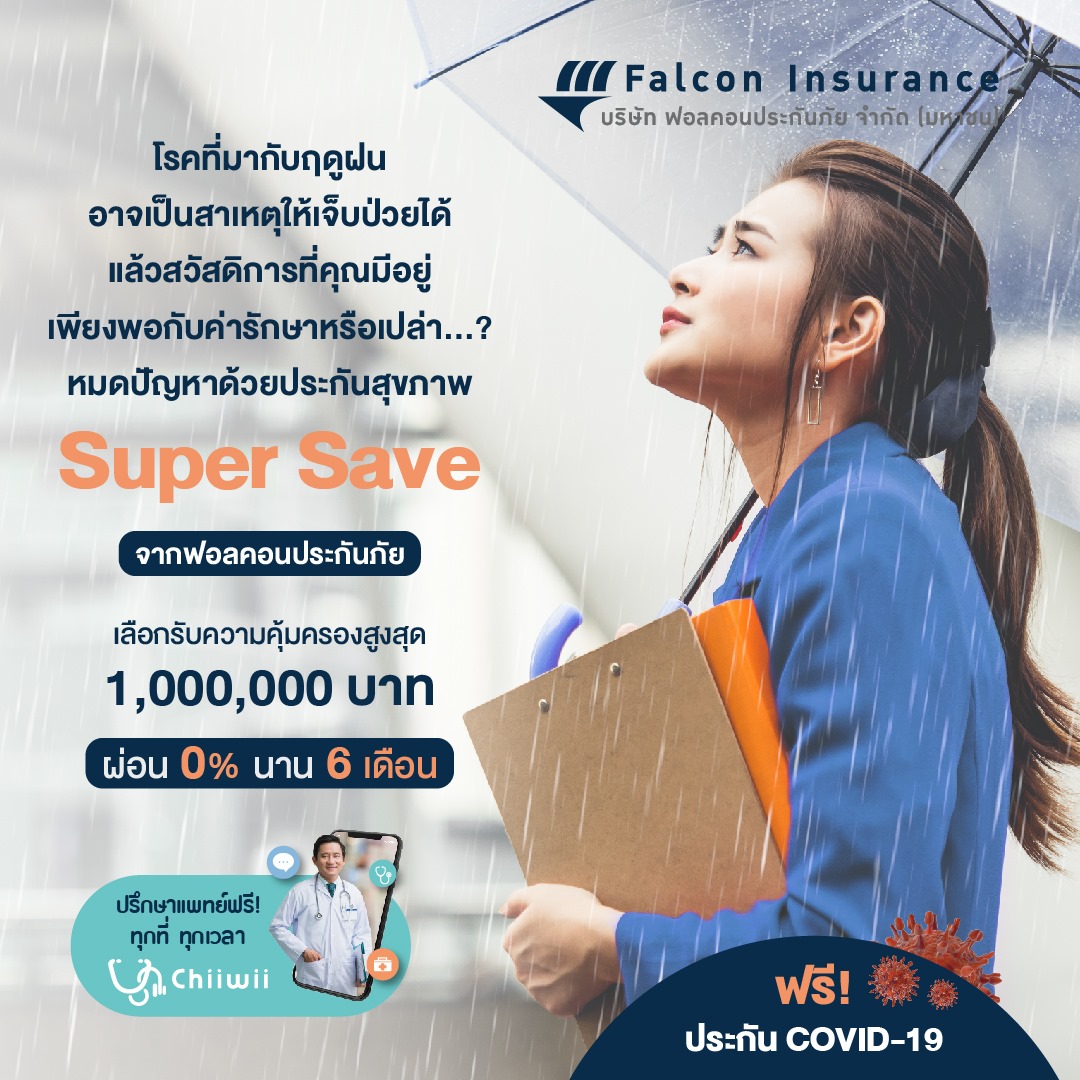 Falcon Insurance
บริษัท ฟอลคอนประกันภัย จำกัด (มหาชน)
โรคที่มากับฤดูฝน
อาจเป็นสาเหตุให้เจ็บป่วยได้
แล้วสวัสดิการที่คุณมีอยู่
เพียงพอกับค่ารักษาหรือเปล่า...?
หมดปัญหาด้วยประกันสุขภาพ
Super Save
จากฟอลคอนประกันภัย
เลือกรับความคุ้มครองสูงสุด
1,000,000 บาท
ผ่อน 0% นาน 6 เดือน
ปรึกษาแพทย์ฟรี!
ทุกที่ ทุกเวลา
Chiiwii
ฟรี!
ประกัน COVID-19